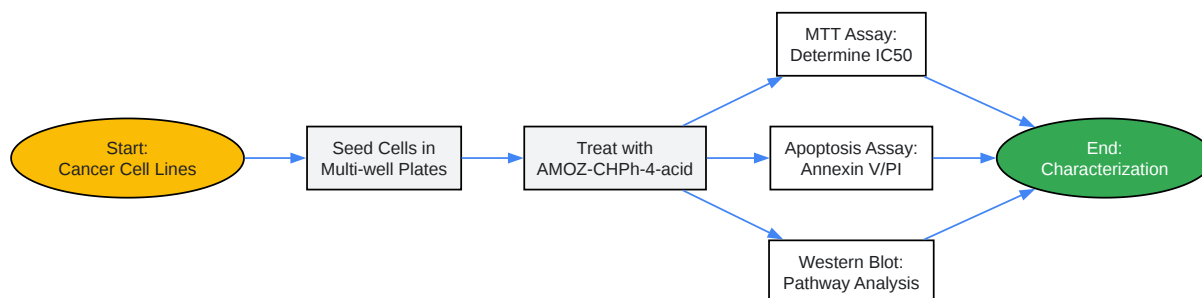 Start:
Cancer Cell Lines
Seed Cells in
Multi-well Plates
Treat with
AMOZ-CHPh-4-acid
MTT Assay:
Determine IC50
Apoptosis Assay:
Annexin V/PI
Western Blot:
Pathway Analysis
End:
Characterization